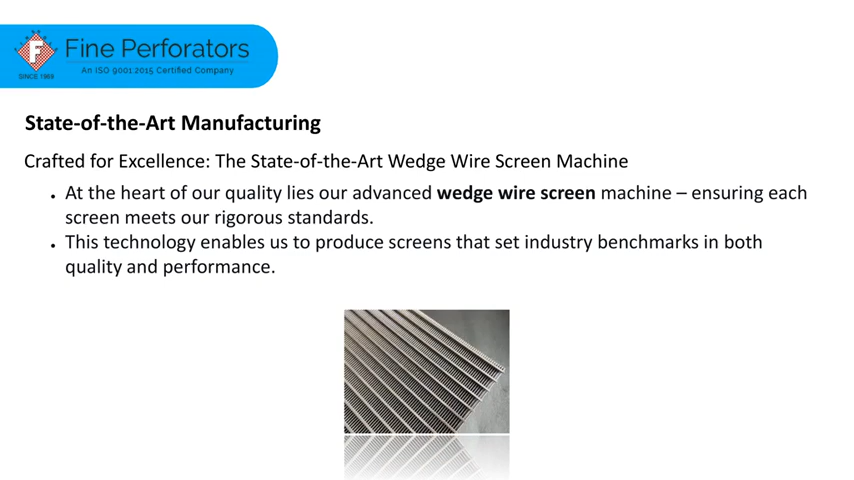 F
SINCE 1969
Fine Perforators
An ISO 9001:2015 Certified Company
State-of-the-Art Manufacturing
Crafted for Excellence: The State-of-the-Art Wedge Wire Screen Machine
• At the heart of our quality lies our advanced wedge wire screen machine – ensuring each
screen meets our rigorous standards.
• This technology enables us to produce screens that set industry benchmarks in both
quality and performance.